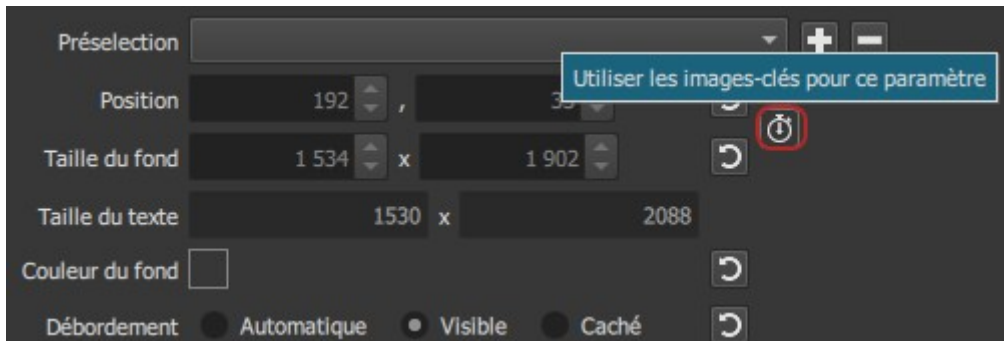 Préselection
Utiliser les images-clés pour ce paramètre
Position 192 ,
Taille du fond 1 534 x 1 902
Taille du texte 1530 x 2088
Couleur du fond
Débordement Automatique Visible Caché